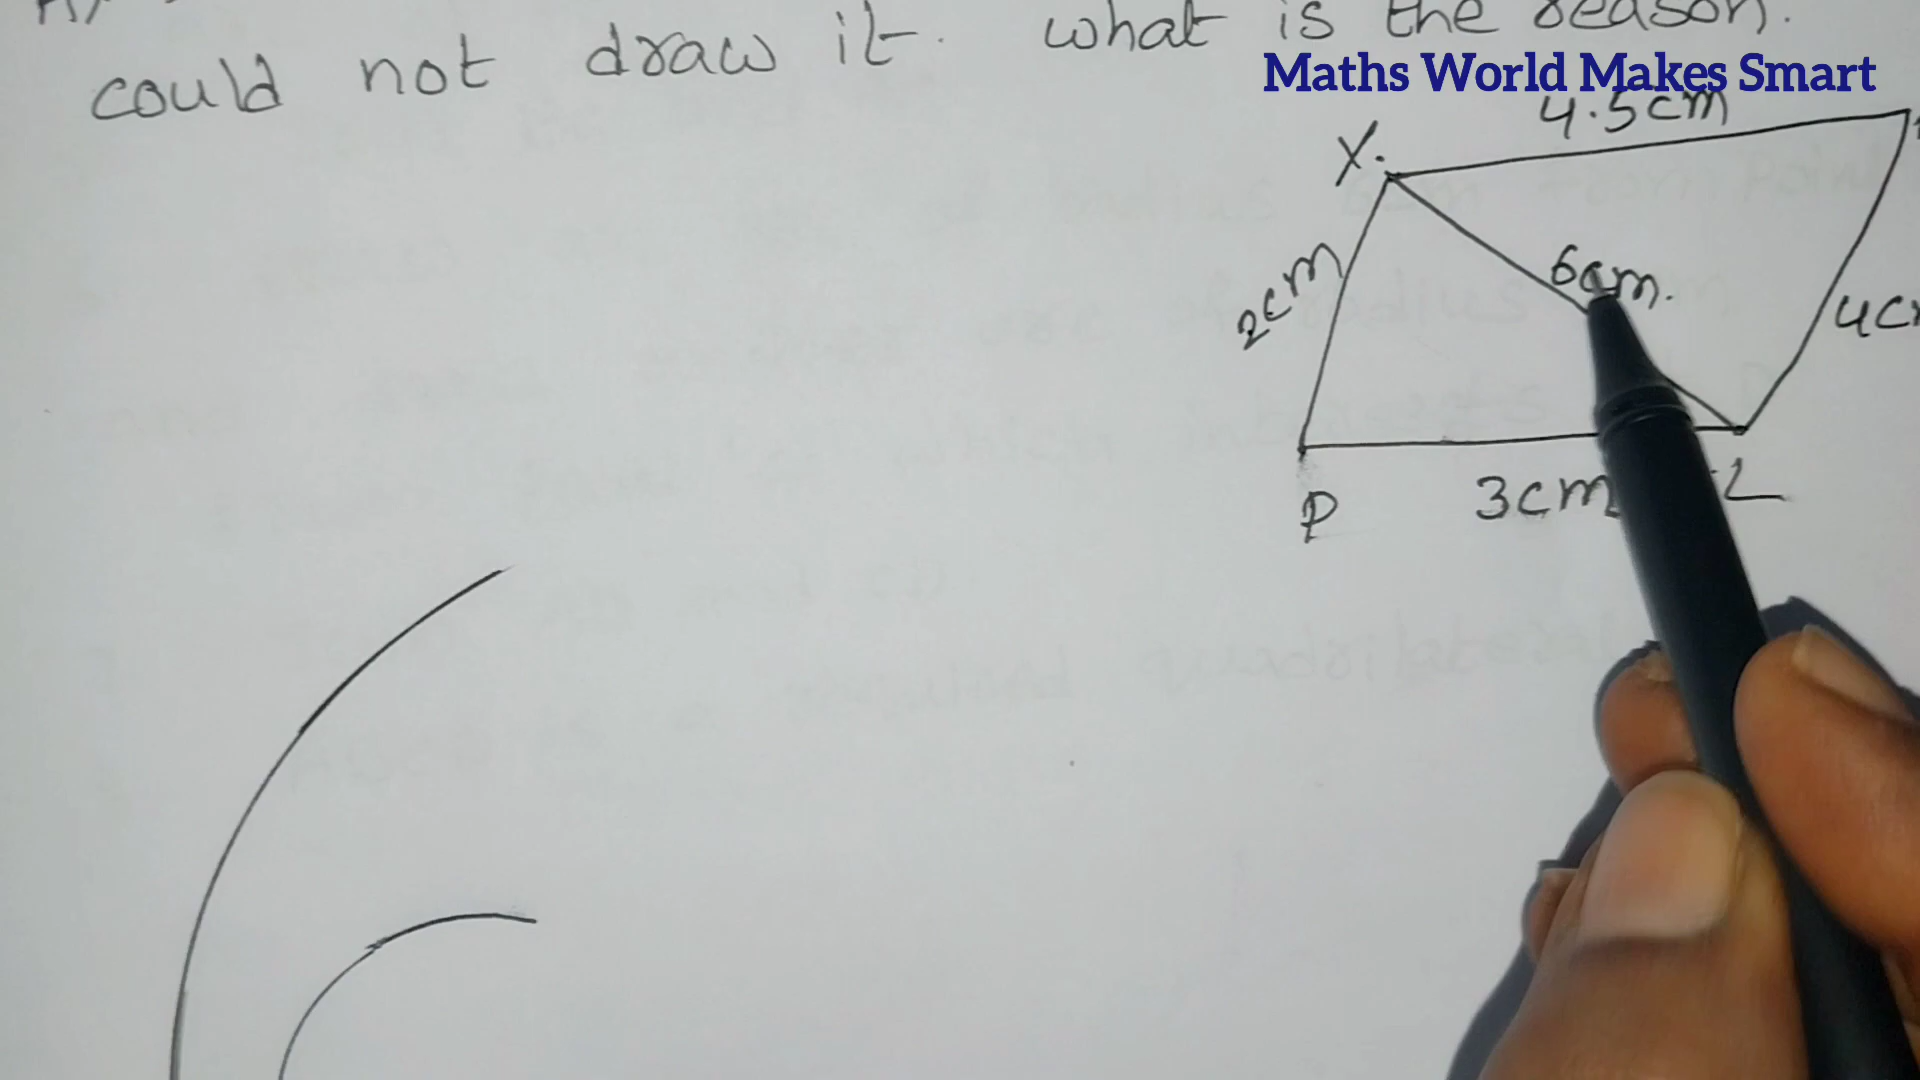 could not draw it. what is the reason.
Maths World Makes Smart
4.5cm
X.
6cm.
2cm
4c
3cm
L
P